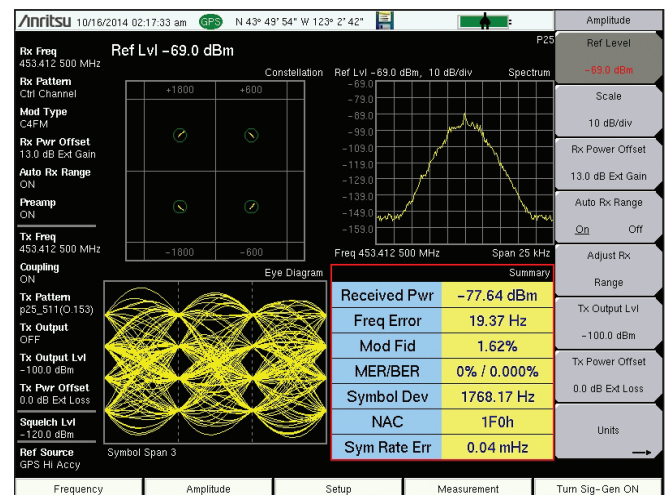 /Inritsu 10/16/2014 02:17:33 am GPS N 43° 49' 54" W 123° 2' 42"
Amplitude
P25
Rx Freq
453.412 500 MHz
Rx Pattern
Ctrl Channel
Mod Type
C4FM
Rx Pwr Offset
13.0 dB Ext Gain
Auto Rx Range
ON
Preamp
ON
Tx Freq
453.412 500 MHz
Coupling
ON
Tx Pattern
p25_511(O.153)
Tx Output
OFF
Tx Output Lvl
-100.0 dBm
Tx Pwr Offset
0.0 dB Ext Loss
Squelch Lvl
-120.0 dBm
Ref Source
GPS Hi Accy
Ref Lvl -69.0 dBm
Constellation
+1800 +600
-1800 -600
Ref Lvl -69.0 dBm, 10 dB/div Spectrum
-69.0
-79.0
-89.0
-99.0
-109.0
-119.0
-129.0
-139.0
-149.0
-159.0
Freq 453.412 500 MHz Span 25 kHz
Eye Diagram
Symbol Span 3
Summary
Received Pwr -77.64 dBm
Freq Error 19.37 Hz
Mod Fid 1.62%
MER/BER 0% / 0.000%
Symbol Dev 1768.17 Hz
NAC 1F0h
Sym Rate Err 0.04 mHz
Ref Level
-69.0 dBm
Scale
10 dB/div
Rx Power Offset
13.0 dB Ext Gain
Auto Rx Range
On Off
Adjust Rx
Range
Tx Output Lvl
-100.0 dBm
Tx Power Offset
0.0 dB Ext Loss
Units
Frequency Amplitude Setup Measurement Turn Sig-Gen ON